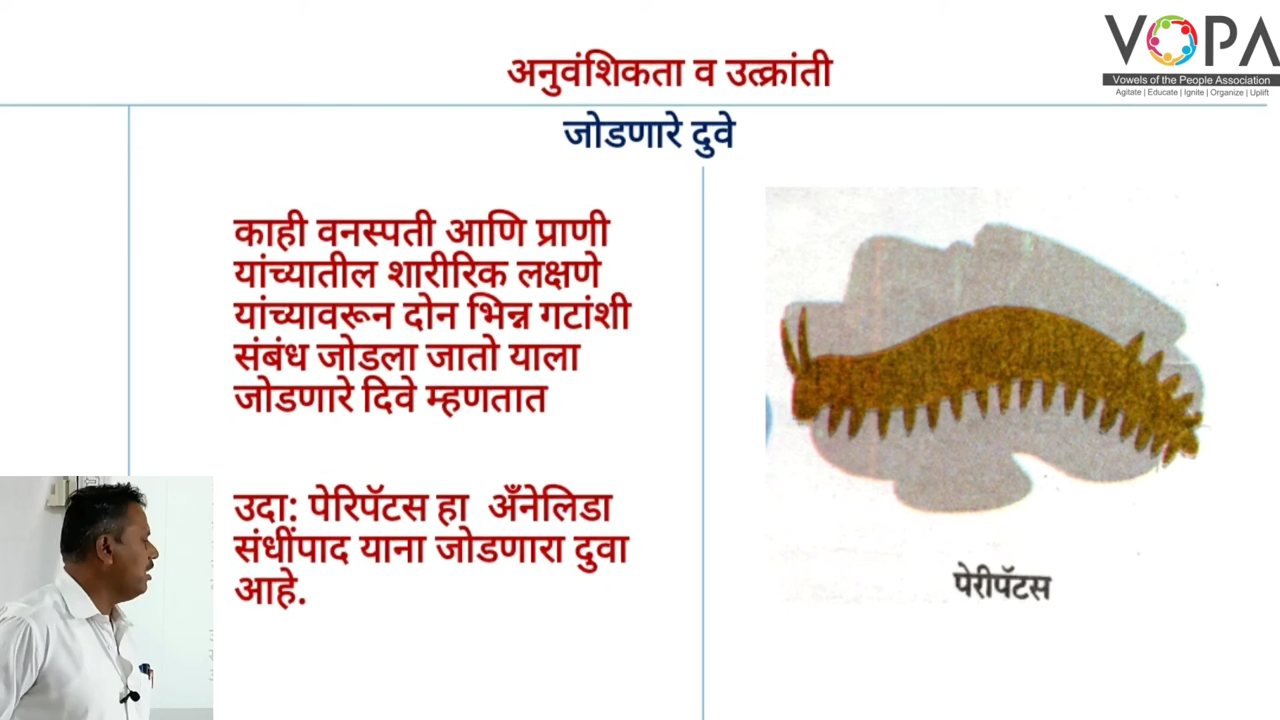 VOPA
Vowels of the People Association
Agitate | Educate | Ignite | Organize | Uplift
अनुवंशिकता व उत्क्रांती
जोडणारे दुवे
काही वनस्पती आणि प्राणी
यांच्यातील शारीरिक लक्षणे
यांच्यावरून दोन भिन्न गटांशी
संबंध जोडला जातो याला
जोडणारे दिवे म्हणतात
उदा: पेरिपॅटस हा अँनेलिडा
संधींपाद याना जोडणारा दुवा
आहे.
पेरीपॅटस